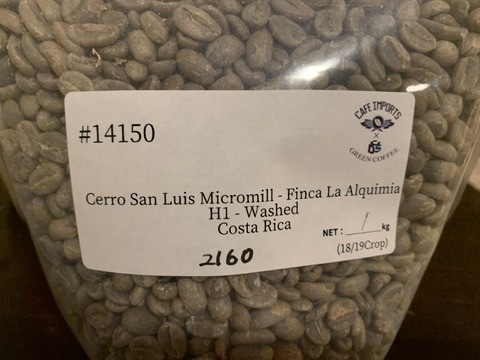 #14150
CAFE IMPORTS
X
GREEN COFFEE
Cerro San Luis Micromill - Finca La Alquimia
H1 - Washed
Costa Rica
NET : 1 kg
(18/19Crop)
2160